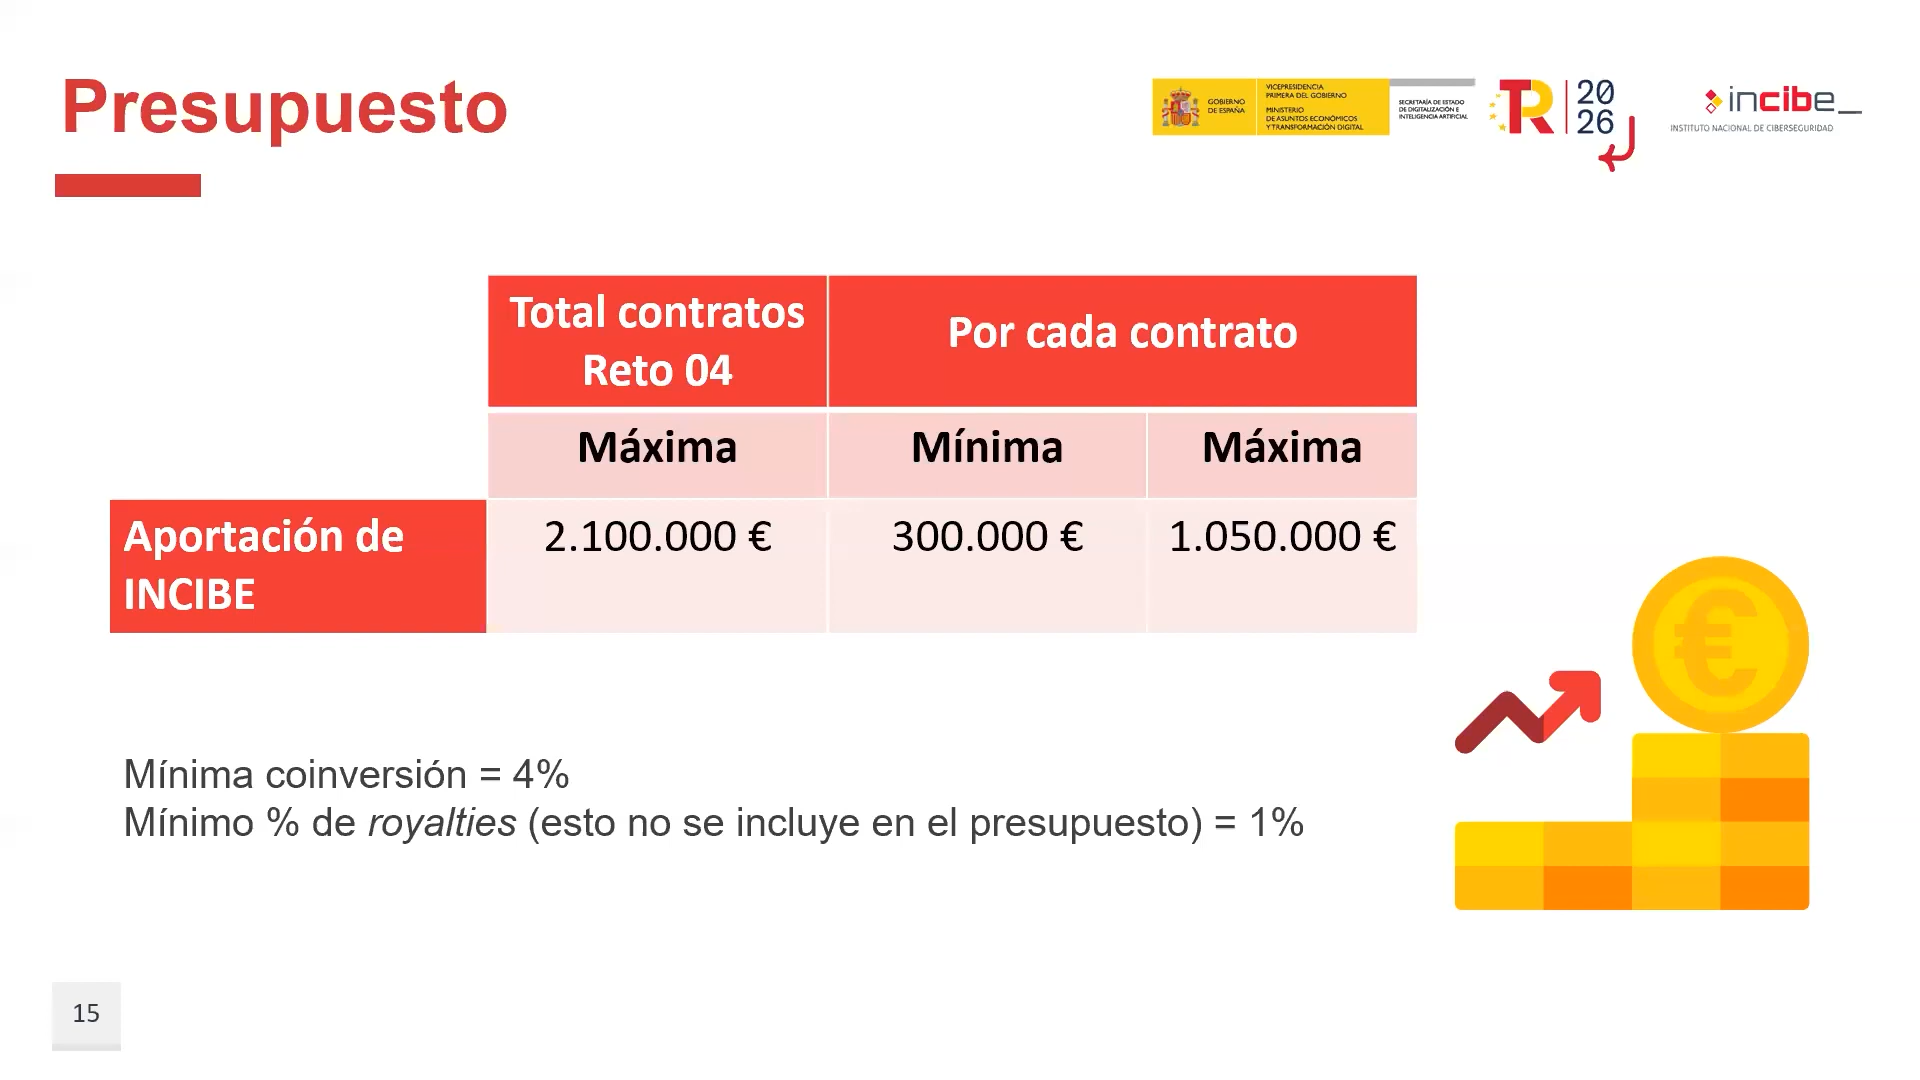 Presupuesto
GOBIERNO
DE ESPAÑA
VICEPRESIDENCIA
PRIMERA DEL GOBIERNO
MINISTERIO
DE ASUNTOS ECONÓMICOS
Y TRANSFORMACIÓN DIGITAL
SECRETARÍA DE ESTADO
DE DIGITALIZACIÓN E
INTELIGENCIA ARTIFICIAL
TR
20
26
incibe_
INSTITUTO NACIONAL DE CIBERSEGURIDAD
Total contratos
Reto 04
Por cada contrato
Máxima
Mínima
Máxima
Aportación de
INCIBE
2.100.000 €
300.000 €
1.050.000 €
€
Mínima coinversión = 4%
Mínimo % de royalties (esto no se incluye en el presupuesto) = 1%
15